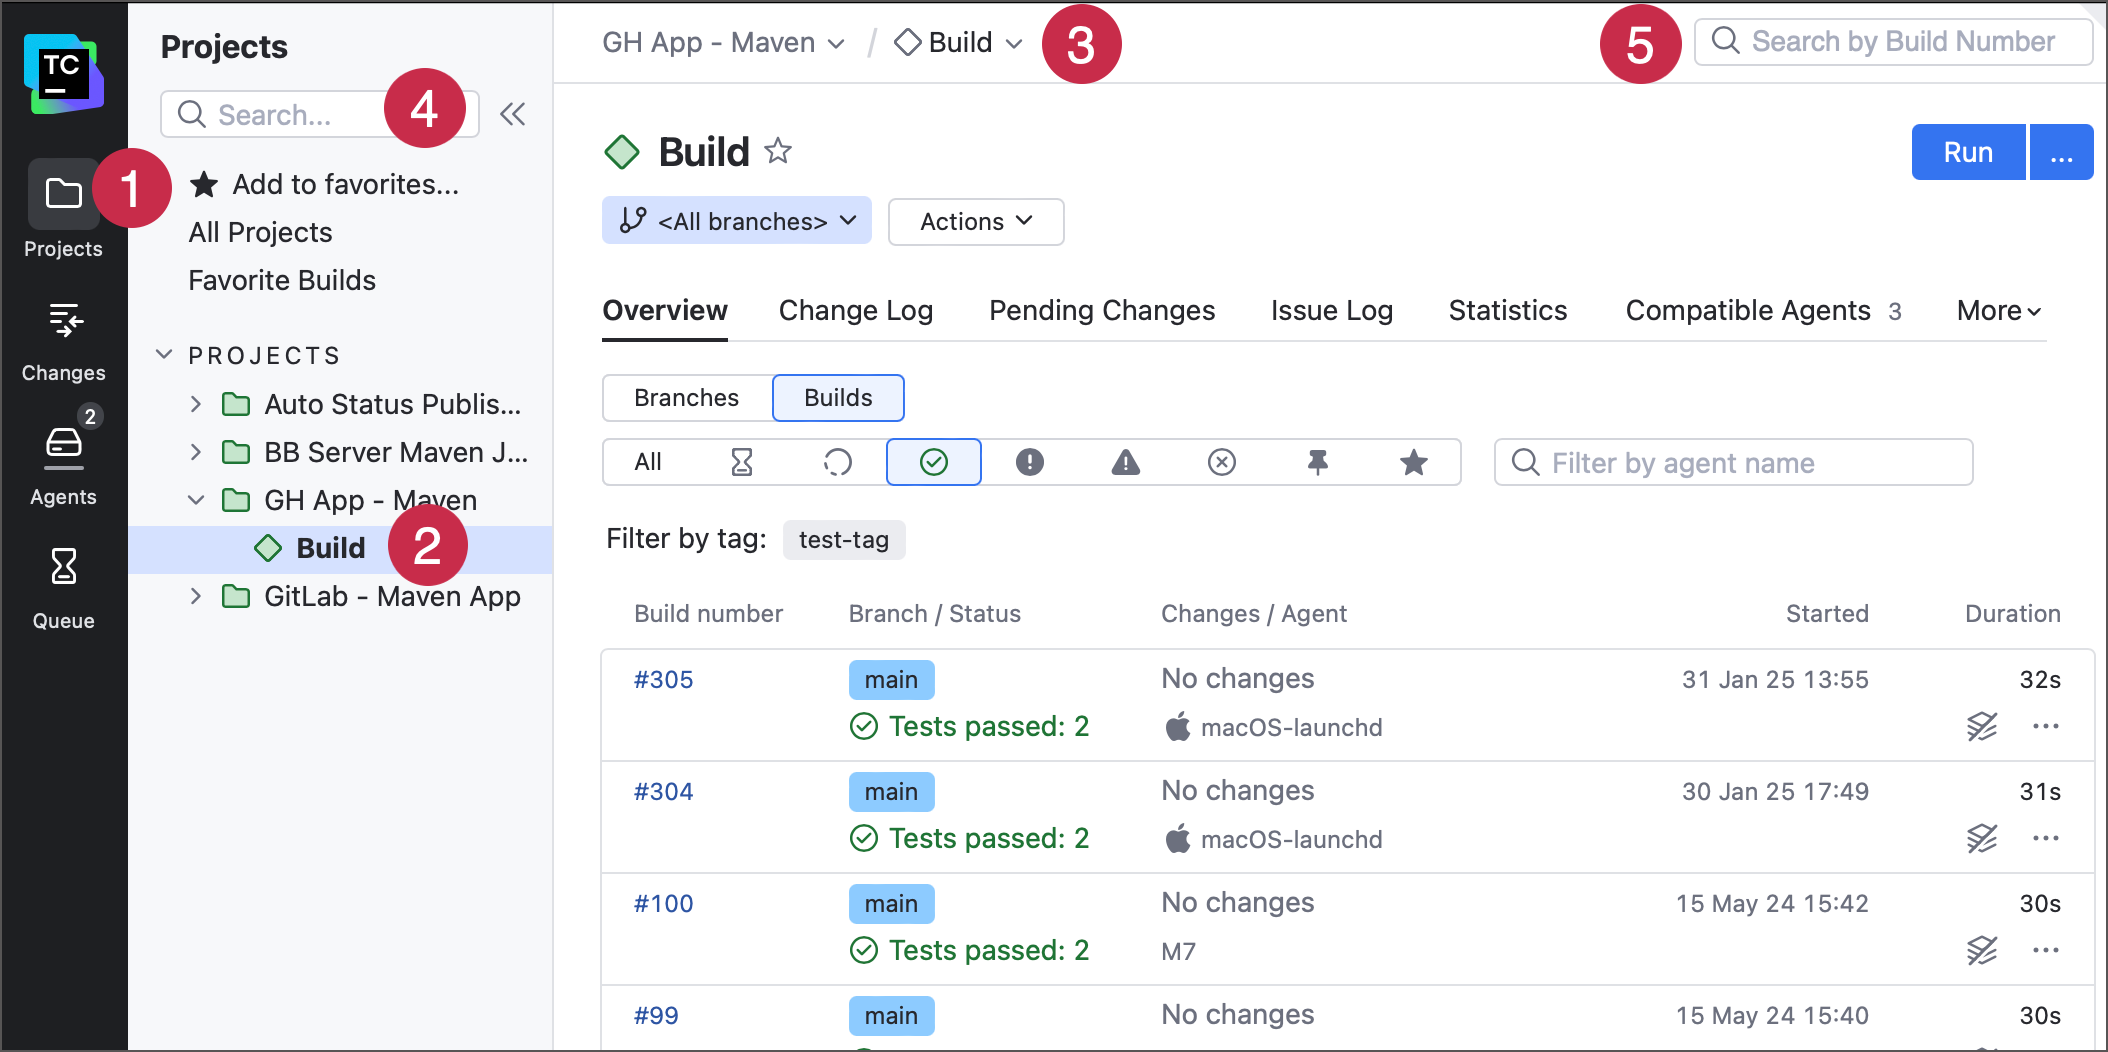 TC
Projects
Changes
2
Agents
Queue
1
Projects
Search...
4
Add to favorites...
All Projects
Favorite Builds
PROJECTS
Auto Status Publis...
BB Server Maven J...
GH App - Maven
Build
2
GitLab - Maven App
GH App - Maven / Build
3
5
Search by Build Number
Build
Run
...
<All branches>
Actions
Overview Change Log Pending Changes Issue Log Statistics Compatible Agents 3 More
Branches Builds
All
Filter by agent name
Filter by tag: test-tag
Build number Branch / Status Changes / Agent Started Duration
#305 main No changes 31 Jan 25 13:55 32s
Tests passed: 2 macOS-launchd
#304 main No changes 30 Jan 25 17:49 31s
Tests passed: 2 macOS-launchd
#100 main No changes 15 May 24 15:42 30s
Tests passed: 2 M7
#99 main No changes 15 May 24 15:40 30s